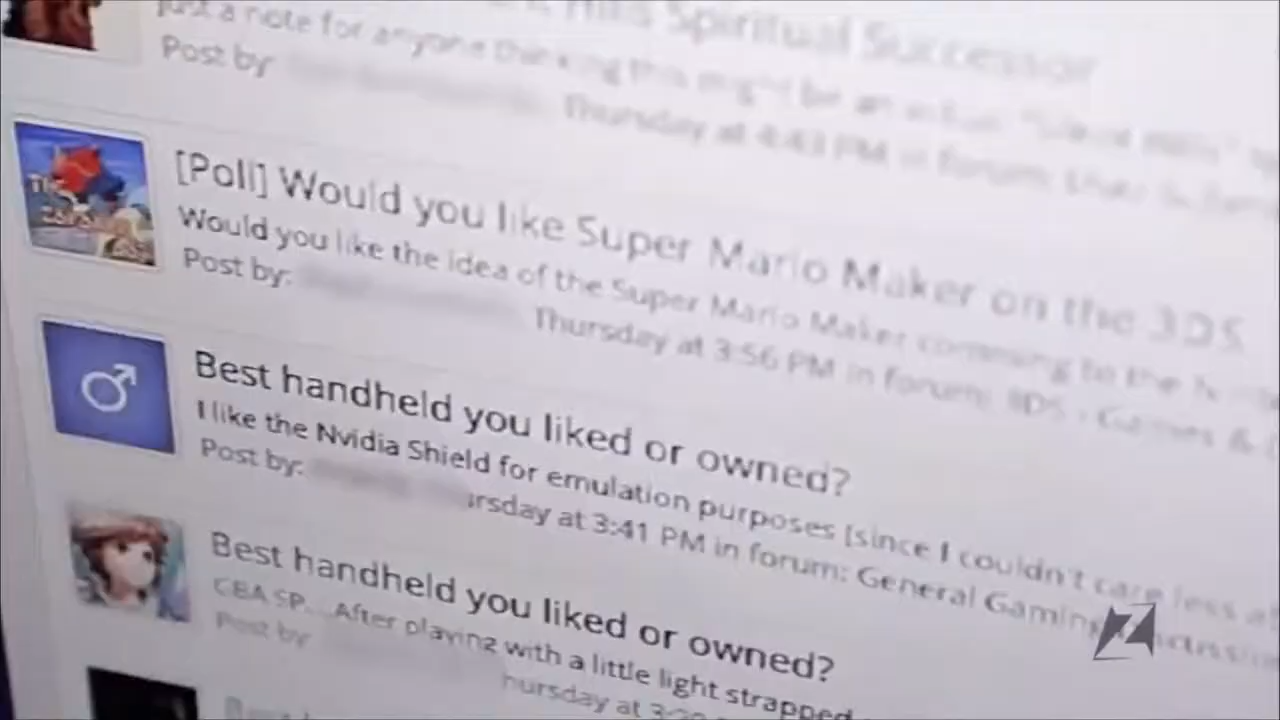 Spiritual Successor
just a note for anyone thinking this might be an
Post by
Thursday at 4:43 PM in forum:
[Poll] Would you like Super Mario Maker on the 3DS
Would you like the idea of the Super Mario Maker comming to the
Post by:
Thursday at 3:56 PM in forum: 3DS - Games &
Best handheld you liked or owned?
I like the Nvidia Shield for emulation purposes [since I couldn't care less
Post by:
ursday at 3:41 PM in forum: General Gaming
Best handheld you liked or owned?
GBA SP... After playing with a little light strapped
Post by
hursday at